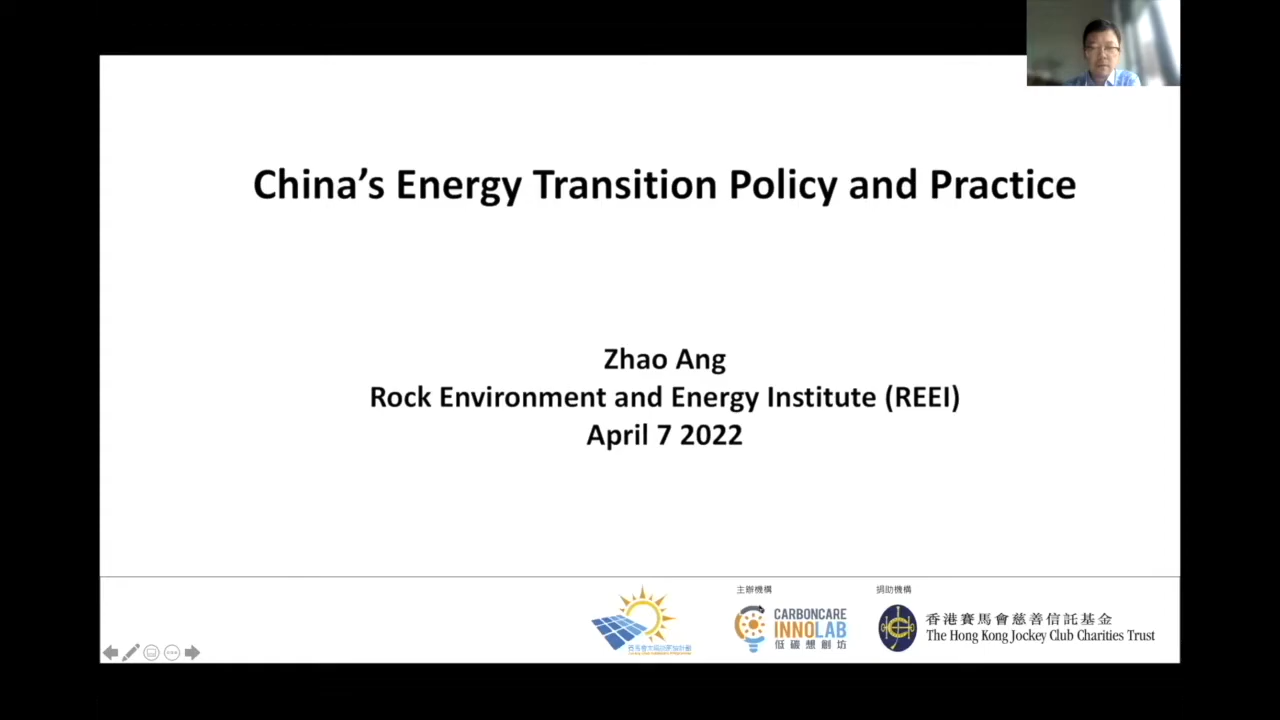 China’s Energy Transition Policy and Practice
Zhao Ang
Rock Environment and Energy Institute (REEI)
April 7 2022
主辦機構
捐助機構
CARBONCARE
INNOLAB
低碳想創坊
香港賽馬會慈善信託基金
The Hong Kong Jockey Club Charities Trust